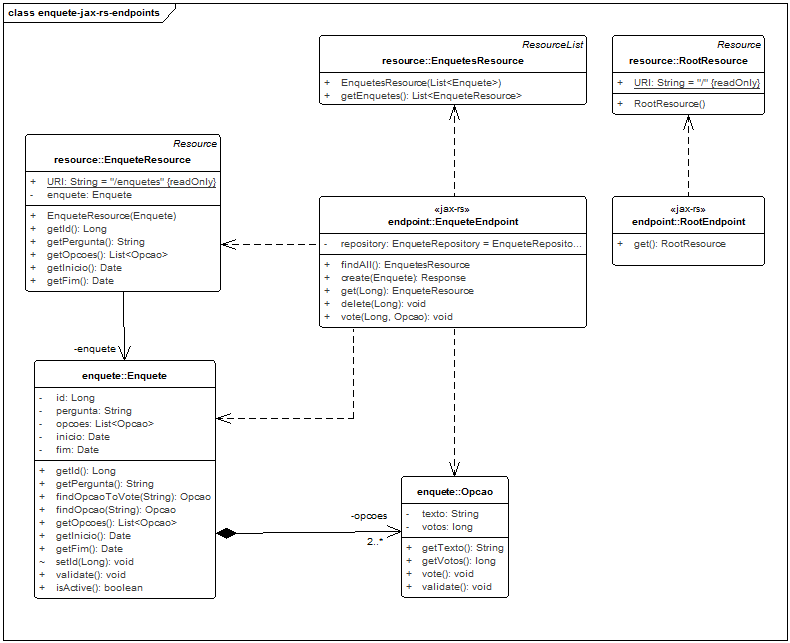 class enquete-jax-rs-endpoints
ResourceList
resource::EnquetesResource
+ EnquetesResource(List<Enquete>)
+ getEnquetes(): List<EnqueteResource>
Resource
resource::RootResource
+ URI: String = "/" {readOnly}
+ RootResource()
Resource
resource::EnqueteResource
+ URI: String = "/enquetes" {readOnly}
- enquete: Enquete
+ EnqueteResource(Enquete)
+ getId(): Long
+ getPergunta(): String
+ getOpcoes(): List<Opcao>
+ getInicio(): Date
+ getFim(): Date
«jax-rs»
endpoint::EnqueteEndpoint
- repository: EnqueteRepository = EnqueteReposito...
+ findAll(): EnquetesResource
+ create(Enquete): Response
+ get(Long): EnqueteResource
+ delete(Long): void
+ vote(Long, Opcao): void
«jax-rs»
endpoint::RootEndpoint
+ get(): RootResource
-enquete
enquete::Enquete
- id: Long
- pergunta: String
- opcoes: List<Opcao>
- inicio: Date
- fim: Date
+ getId(): Long
+ getPergunta(): String
+ findOpcaoToVote(String): Opcao
+ findOpcao(String): Opcao
+ getOpcoes(): List<Opcao>
+ getInicio(): Date
+ getFim(): Date
~ setId(Long): void
+ validate(): void
+ isActive(): boolean
-opcoes
2..*
enquete::Opcao
- texto: String
- votos: long
+ getTexto(): String
+ getVotos(): long
+ vote(): void
+ validate(): void